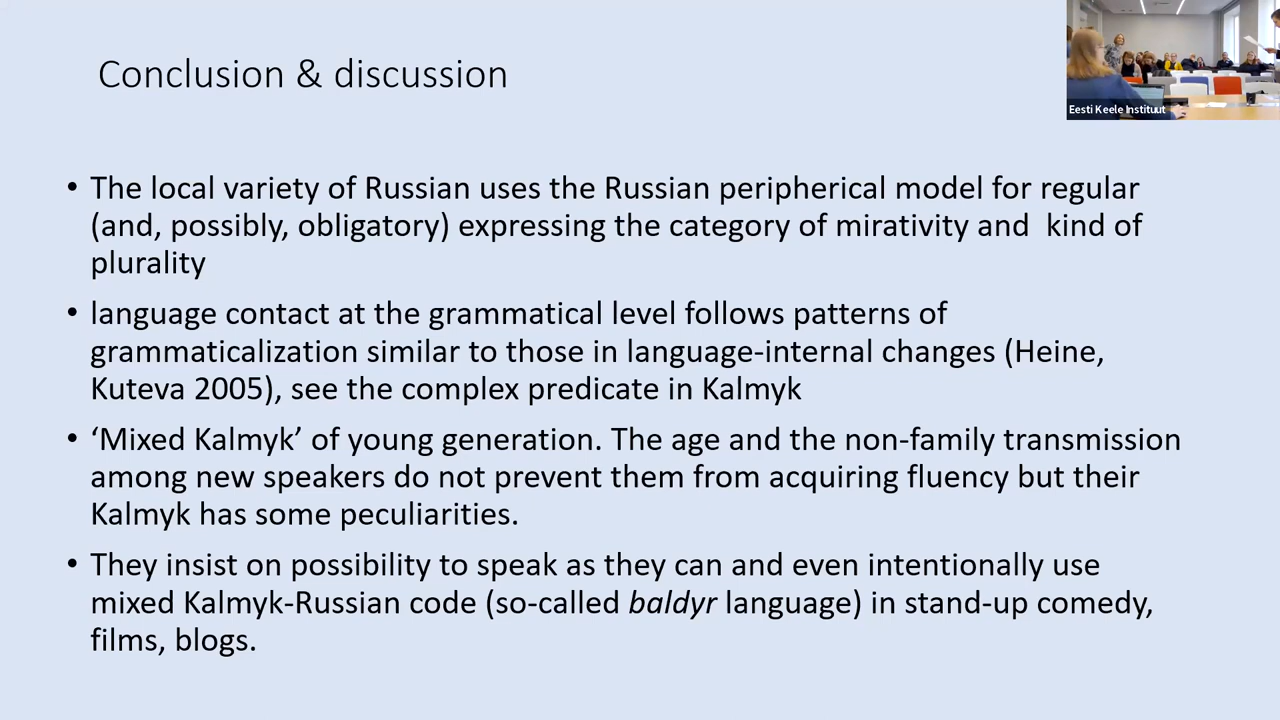 Conclusion & discussion
Eesti Keele Instituut
• The local variety of Russian uses the Russian peripherical model for regular
(and, possibly, obligatory) expressing the category of mirativity and  kind of
plurality
• language contact at the grammatical level follows patterns of
grammaticalization similar to those in language-internal changes (Heine,
Kuteva 2005), see the complex predicate in Kalmyk
• ‘Mixed Kalmyk’ of young generation. The age and the non-family transmission
among new speakers do not prevent them from acquiring fluency but their
Kalmyk has some peculiarities.
• They insist on possibility to speak as they can and even intentionally use
mixed Kalmyk-Russian code (so-called baldyr language) in stand-up comedy,
films, blogs.